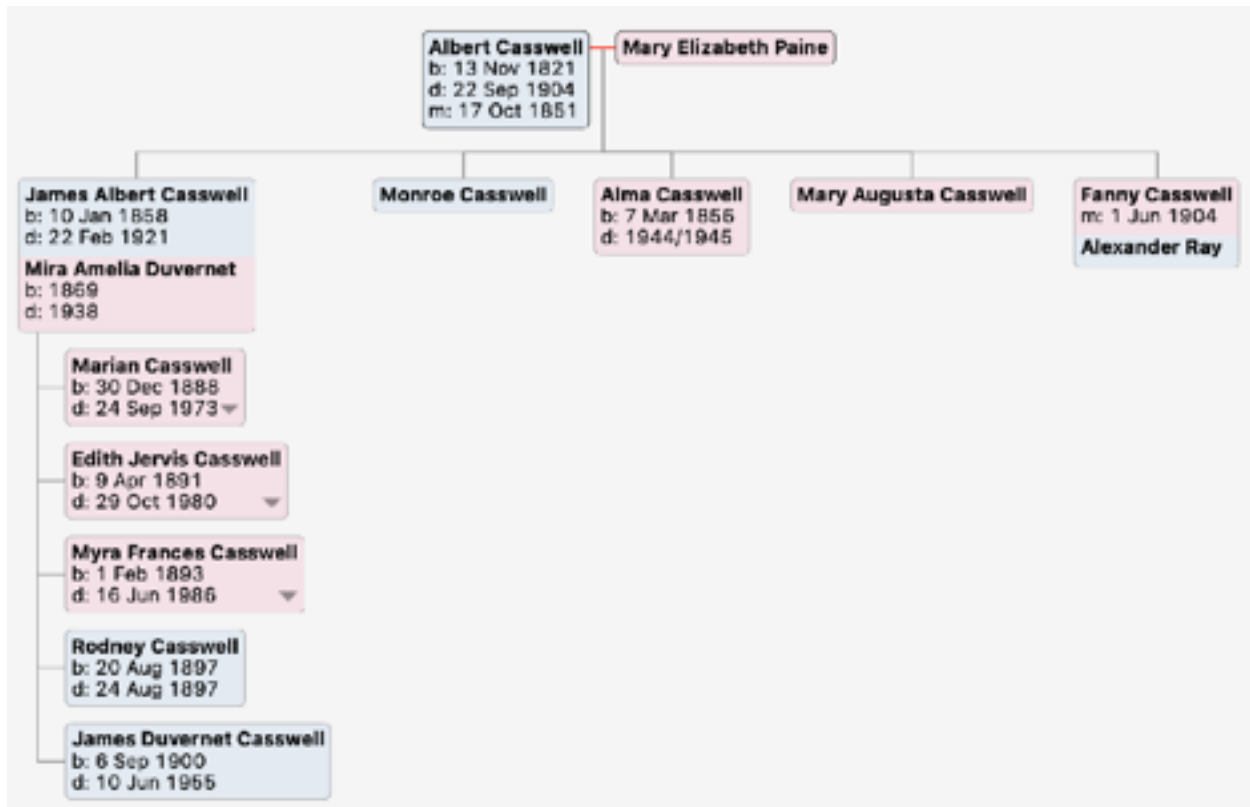 Albert Casswell
b: 13 Nov 1821
d: 22 Sep 1904
m: 17 Oct 1851
Mary Elizabeth Paine
James Albert Casswell
b: 10 Jan 1858
d: 22 Feb 1921
Mira Amelia Duvernet
b: 1869
d: 1938
Monroe Casswell
Alma Casswell
b: 7 Mar 1856
d: 1944/1945
Mary Augusta Casswell
Fanny Casswell
m: 1 Jun 1904
Alexander Ray
Marian Casswell
b: 30 Dec 1888
d: 24 Sep 1973
Edith Jervis Casswell
b: 9 Apr 1891
d: 29 Oct 1980
Myra Frances Casswell
b: 1 Feb 1893
d: 16 Jun 1986
Rodney Casswell
b: 20 Aug 1897
d: 24 Aug 1897
James Duvernet Casswell
b: 6 Sep 1900
d: 10 Jun 1955